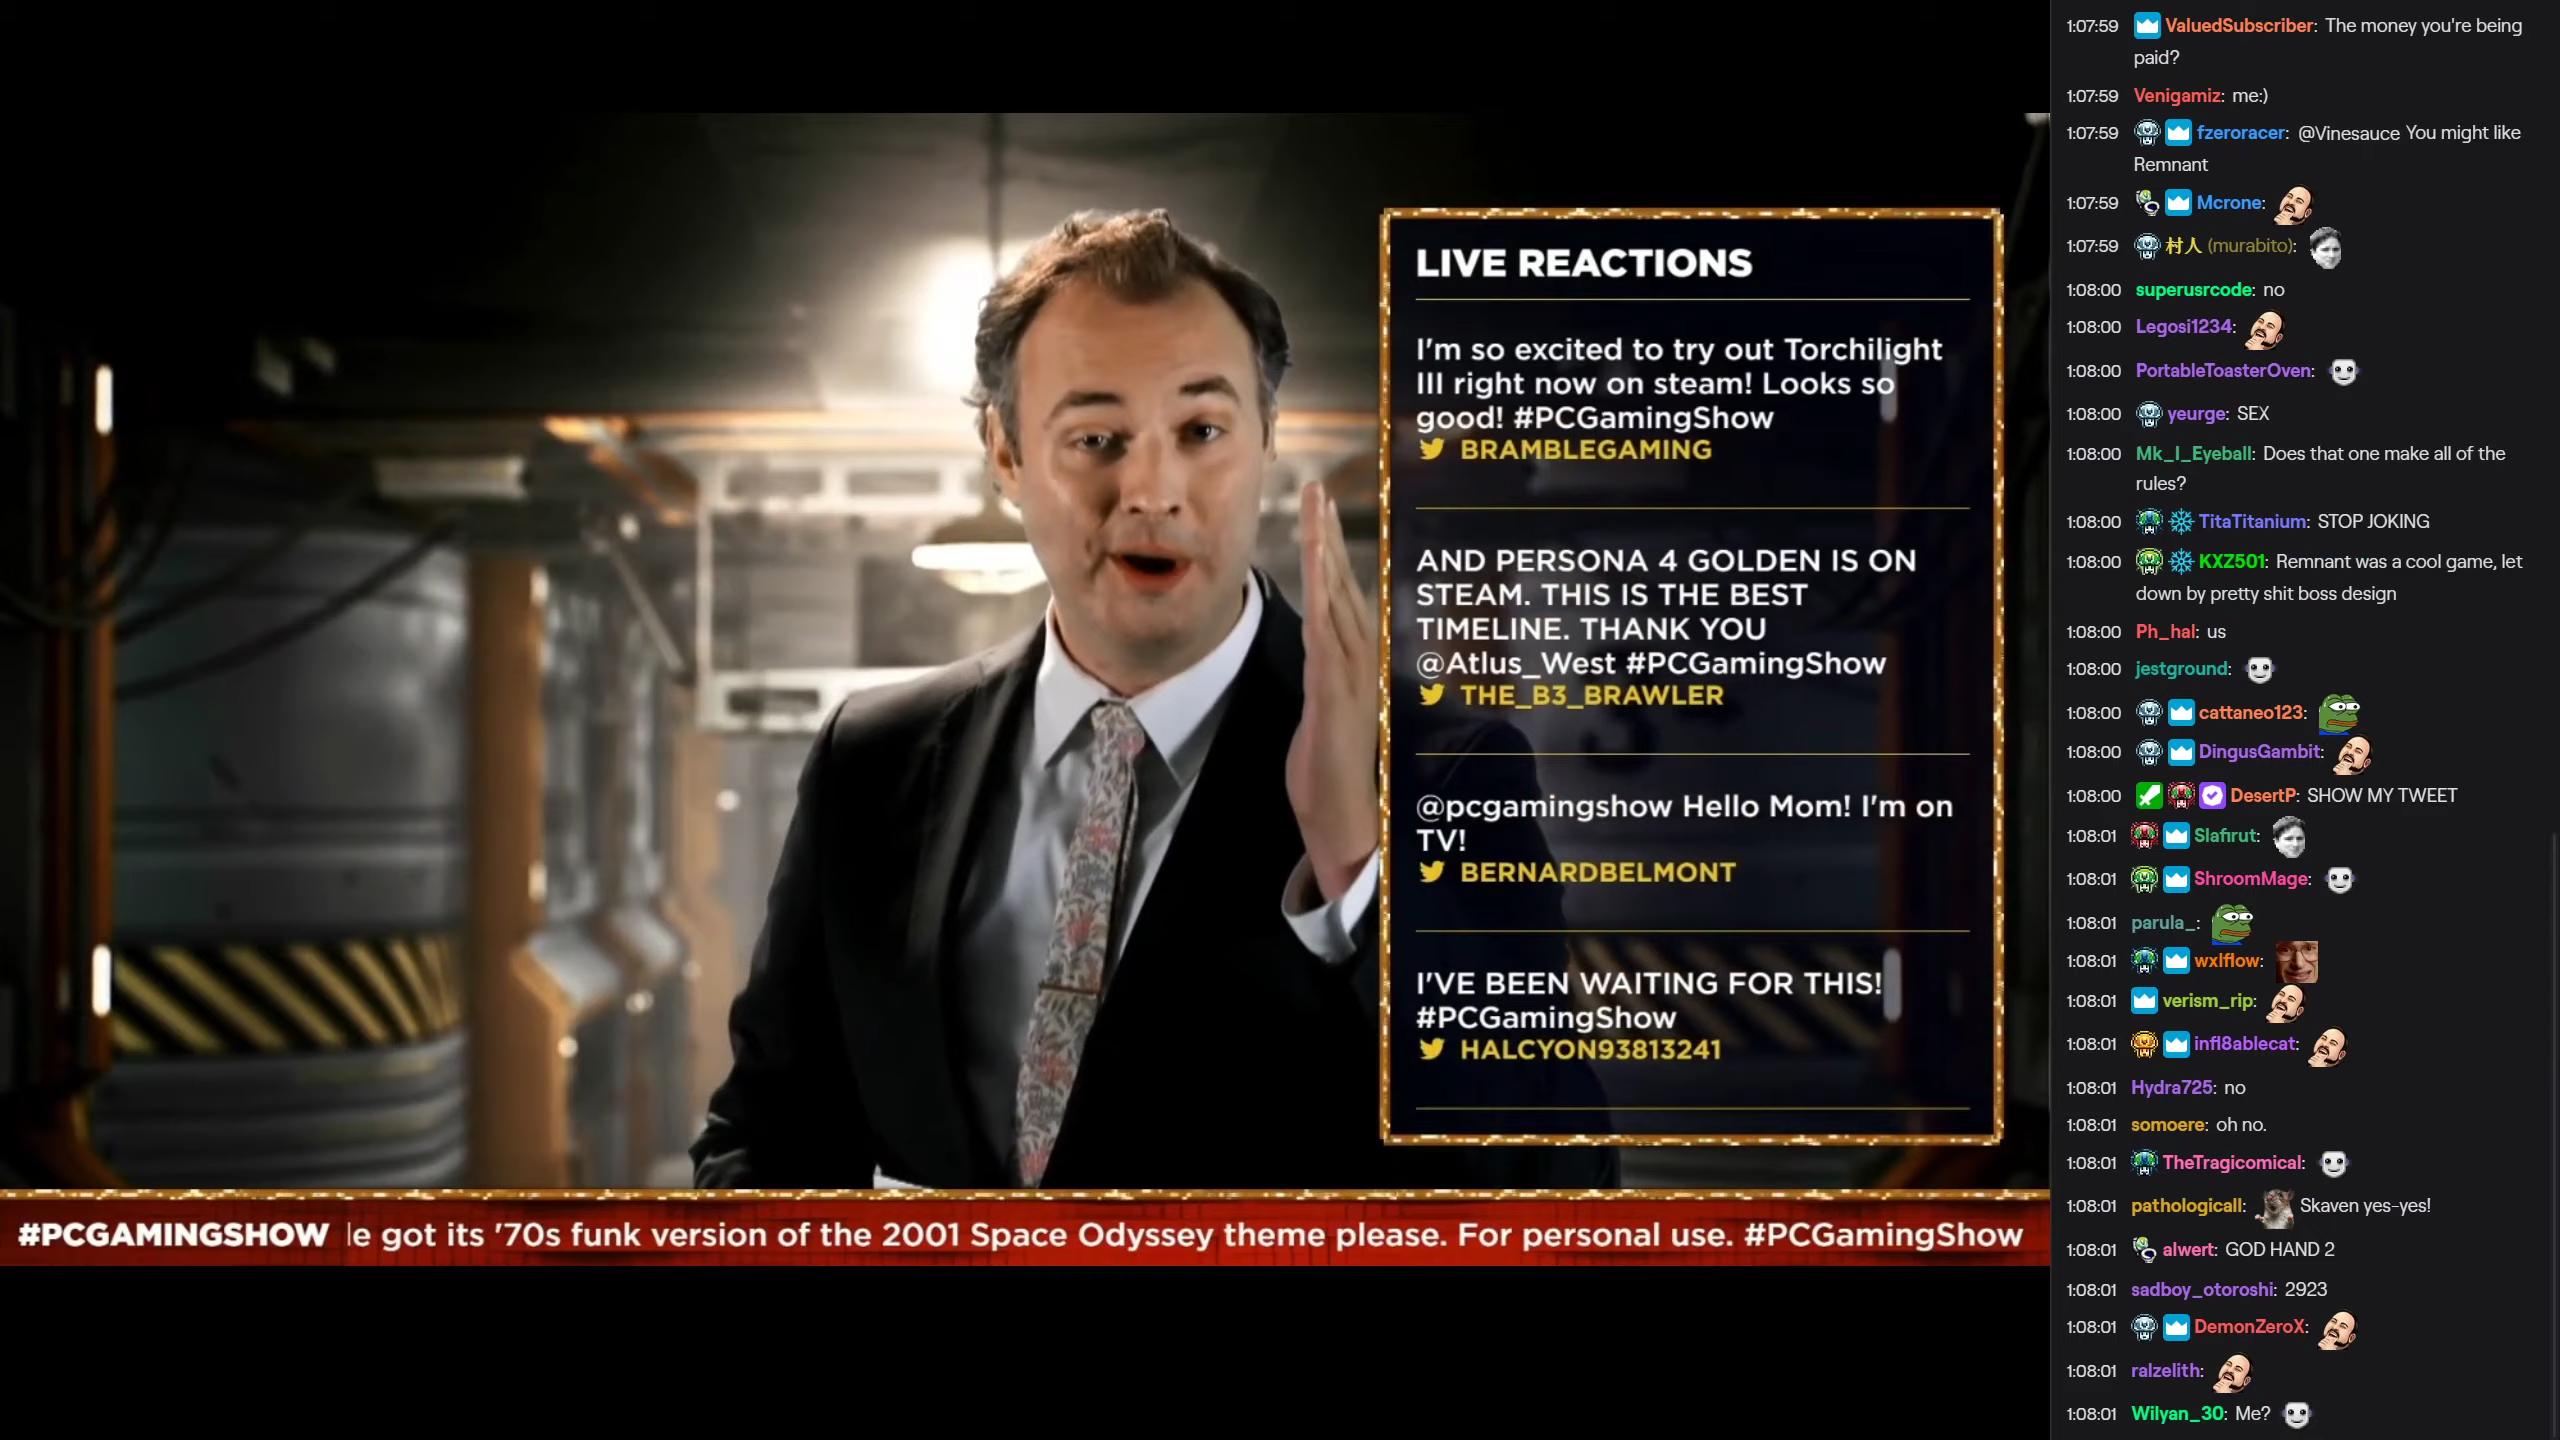 LIVE REACTIONS
I'm so excited to try out Torchilight
III right now on steam! Looks so
good! #PCGamingShow
BRAMBLEGAMING
AND PERSONA 4 GOLDEN IS ON
STEAM. THIS IS THE BEST
TIMELINE. THANK YOU
@Atlus_West #PCGamingShow
THE_B3_BRAWLER
@pcgamingshow Hello Mom! I'm on
TV!
BERNARDBELMONT
I'VE BEEN WAITING FOR THIS!
#PCGamingShow
HALCYON93813241
#PCGAMINGSHOW le got its '70s funk version of the 2001 Space Odyssey theme please. For personal use. #PCGamingShow
1:07:59 ValuedSubscriber: The money you're being
paid?
1:07:59 Venigamiz: me:)
1:07:59 fzeroracer: @Vinesauce You might like
Remnant
1:07:59 Mcrone:
1:07:59 村人 (murabito):
1:08:00 superusrcode: no
1:08:00 Legosi1234:
1:08:00 PortableToasterOven:
1:08:00 yeurge: SEX
1:08:00 Mk_I_Eyeball: Does that one make all of the
rules?
1:08:00 TitaTitanium: STOP JOKING
1:08:00 KXZ501: Remnant was a cool game, let
down by pretty shit boss design
1:08:00 Ph_hal: us
1:08:00 jestground:
1:08:00 cattaneo123:
1:08:00 DingusGambit:
1:08:00 DesertP: SHOW MY TWEET
1:08:01 Slafirut:
1:08:01 ShroomMage:
1:08:01 parula_:
1:08:01 wxlflow:
1:08:01 verism_rip:
1:08:01 infl8ablecat:
1:08:01 Hydra725: no
1:08:01 somoere: oh no.
1:08:01 TheTragicomical:
1:08:01 pathologicall: Skaven yes-yes!
1:08:01 alwert: GOD HAND 2
1:08:01 sadboy_otoroshi: 2923
1:08:01 DemonZeroX:
1:08:01 ralzelith:
1:08:01 Wilyan_30: Me?